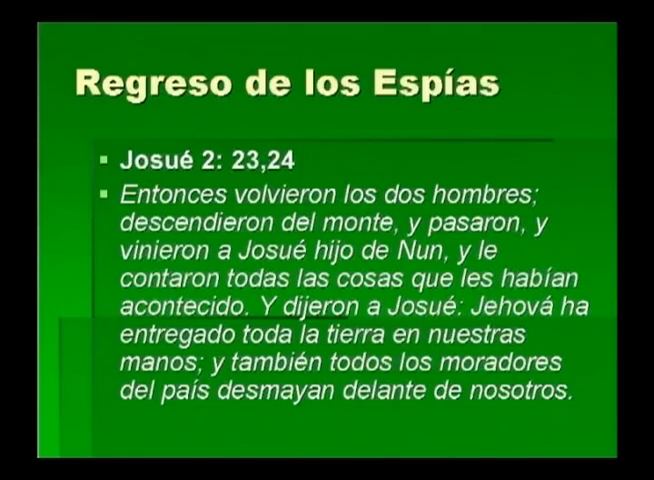 Regreso de los Espías
Josué 2: 23,24
Entonces volvieron los dos hombres;
descendieron del monte, y pasaron, y
vinieron a Josué hijo de Nun, y le
contaron todas las cosas que les habían
acontecido. Y dijeron a Josué: Jehová ha
entregado toda la tierra en nuestras
manos; y también todos los moradores
del país desmayan delante de nosotros.